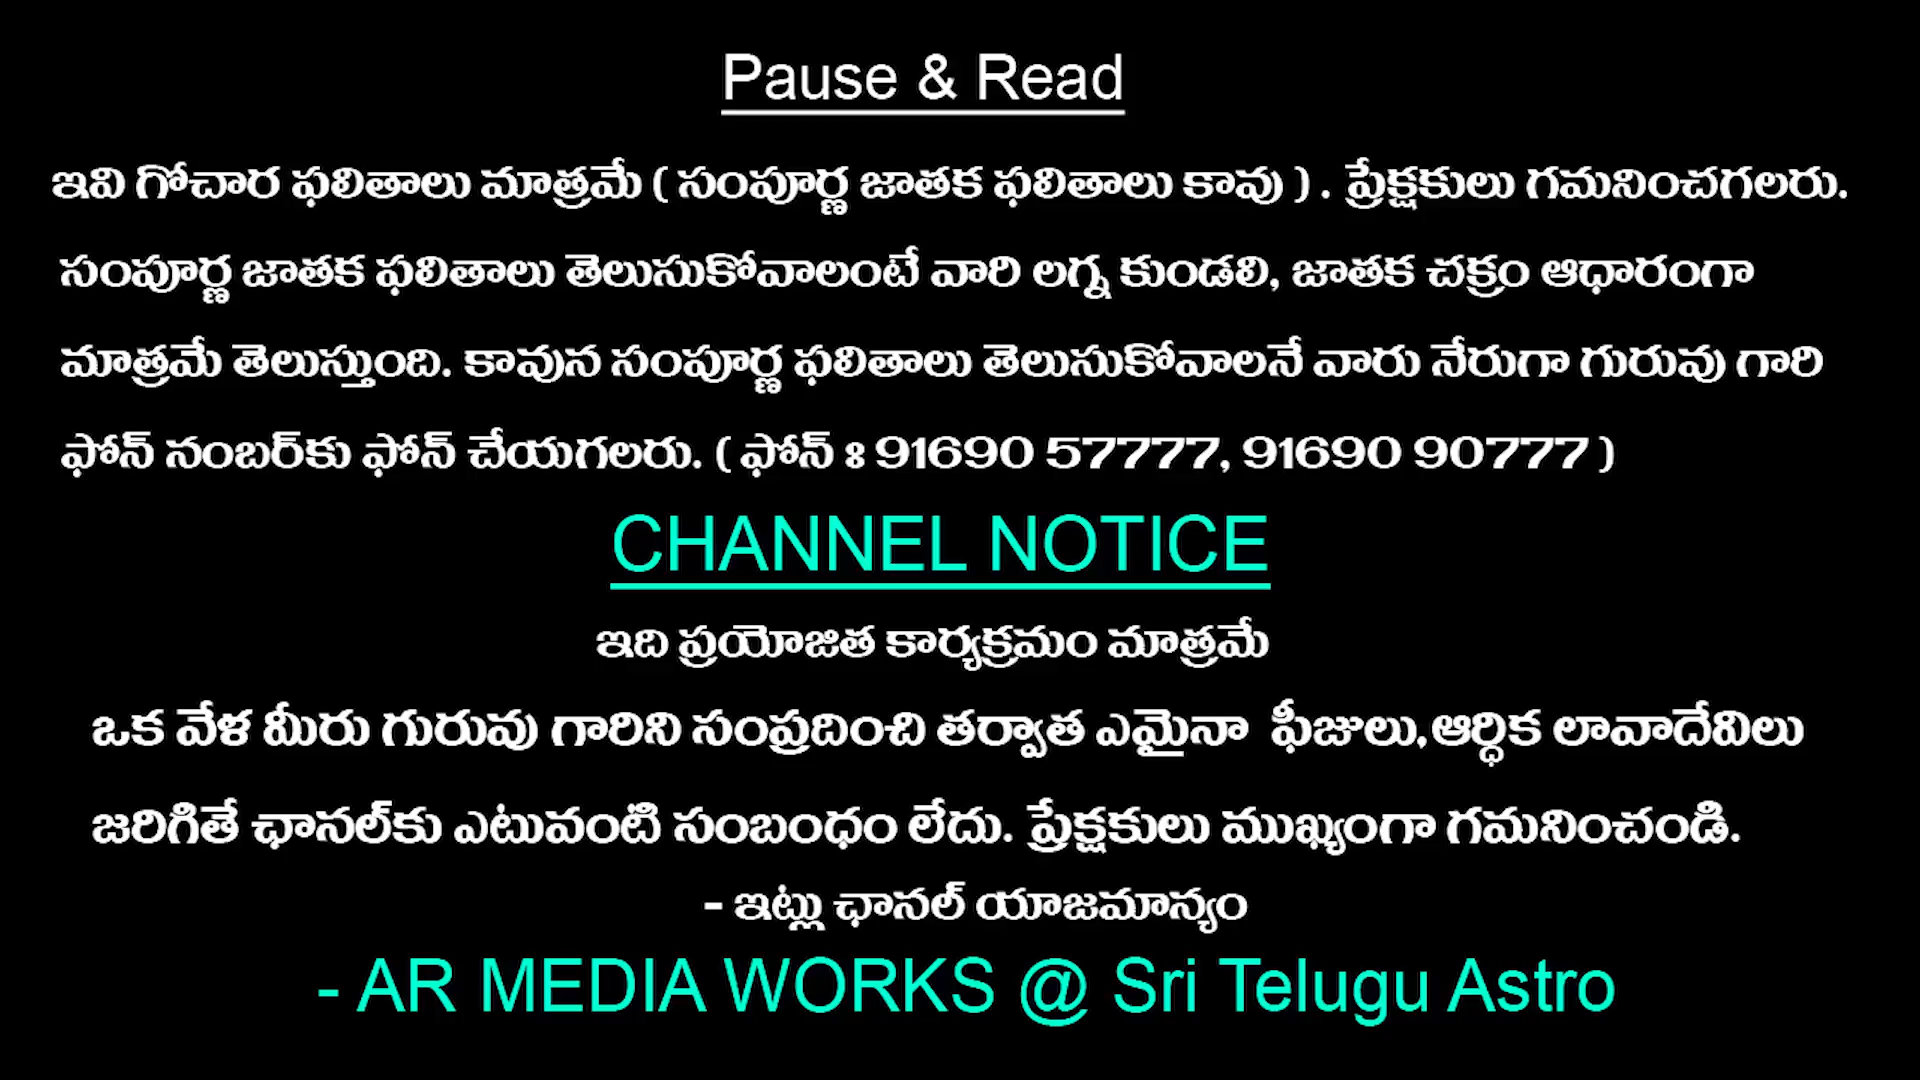 Pause & Read
ఇవి గోచార ఫలితాలు మాత్రమే ( సంపూర్ణ జాతక ఫలితాలు కావు ) . ప్రేక్షకులు గమనించగలరు.
సంపూర్ణ జాతక ఫలితాలు తెలుసుకోవాలంటే వారి లగ్న కుండలి, జాతక చక్రం ఆధారంగా
మాత్రమే తెలుస్తుంది. కావున సంపూర్ణ ఫలితాలు తెలుసుకోవాలనే వారు నేరుగా గురువు గారి
ఫోన్ నంబర్‌కు ఫోన్ చేయగలరు. ( ఫోన్ ః 91690 57777, 91690 90777 )
CHANNEL NOTICE
ఇది ప్రయోజిత కార్యక్రమం మాత్రమే
ఒక వేళ మీరు గురువు గారిని సంప్రదించి తర్వాత ఎమైనా ఫీజులు,ఆర్ధిక లావాదేవిలు
జరిగితే ఛానల్‌కు ఎటువంటి సంబంధం లేదు. ప్రేక్షకులు ముఖ్యంగా గమనించండి.
- ఇట్లు ఛానల్ యాజమాన్యం
- AR MEDIA WORKS @ Sri Telugu Astro